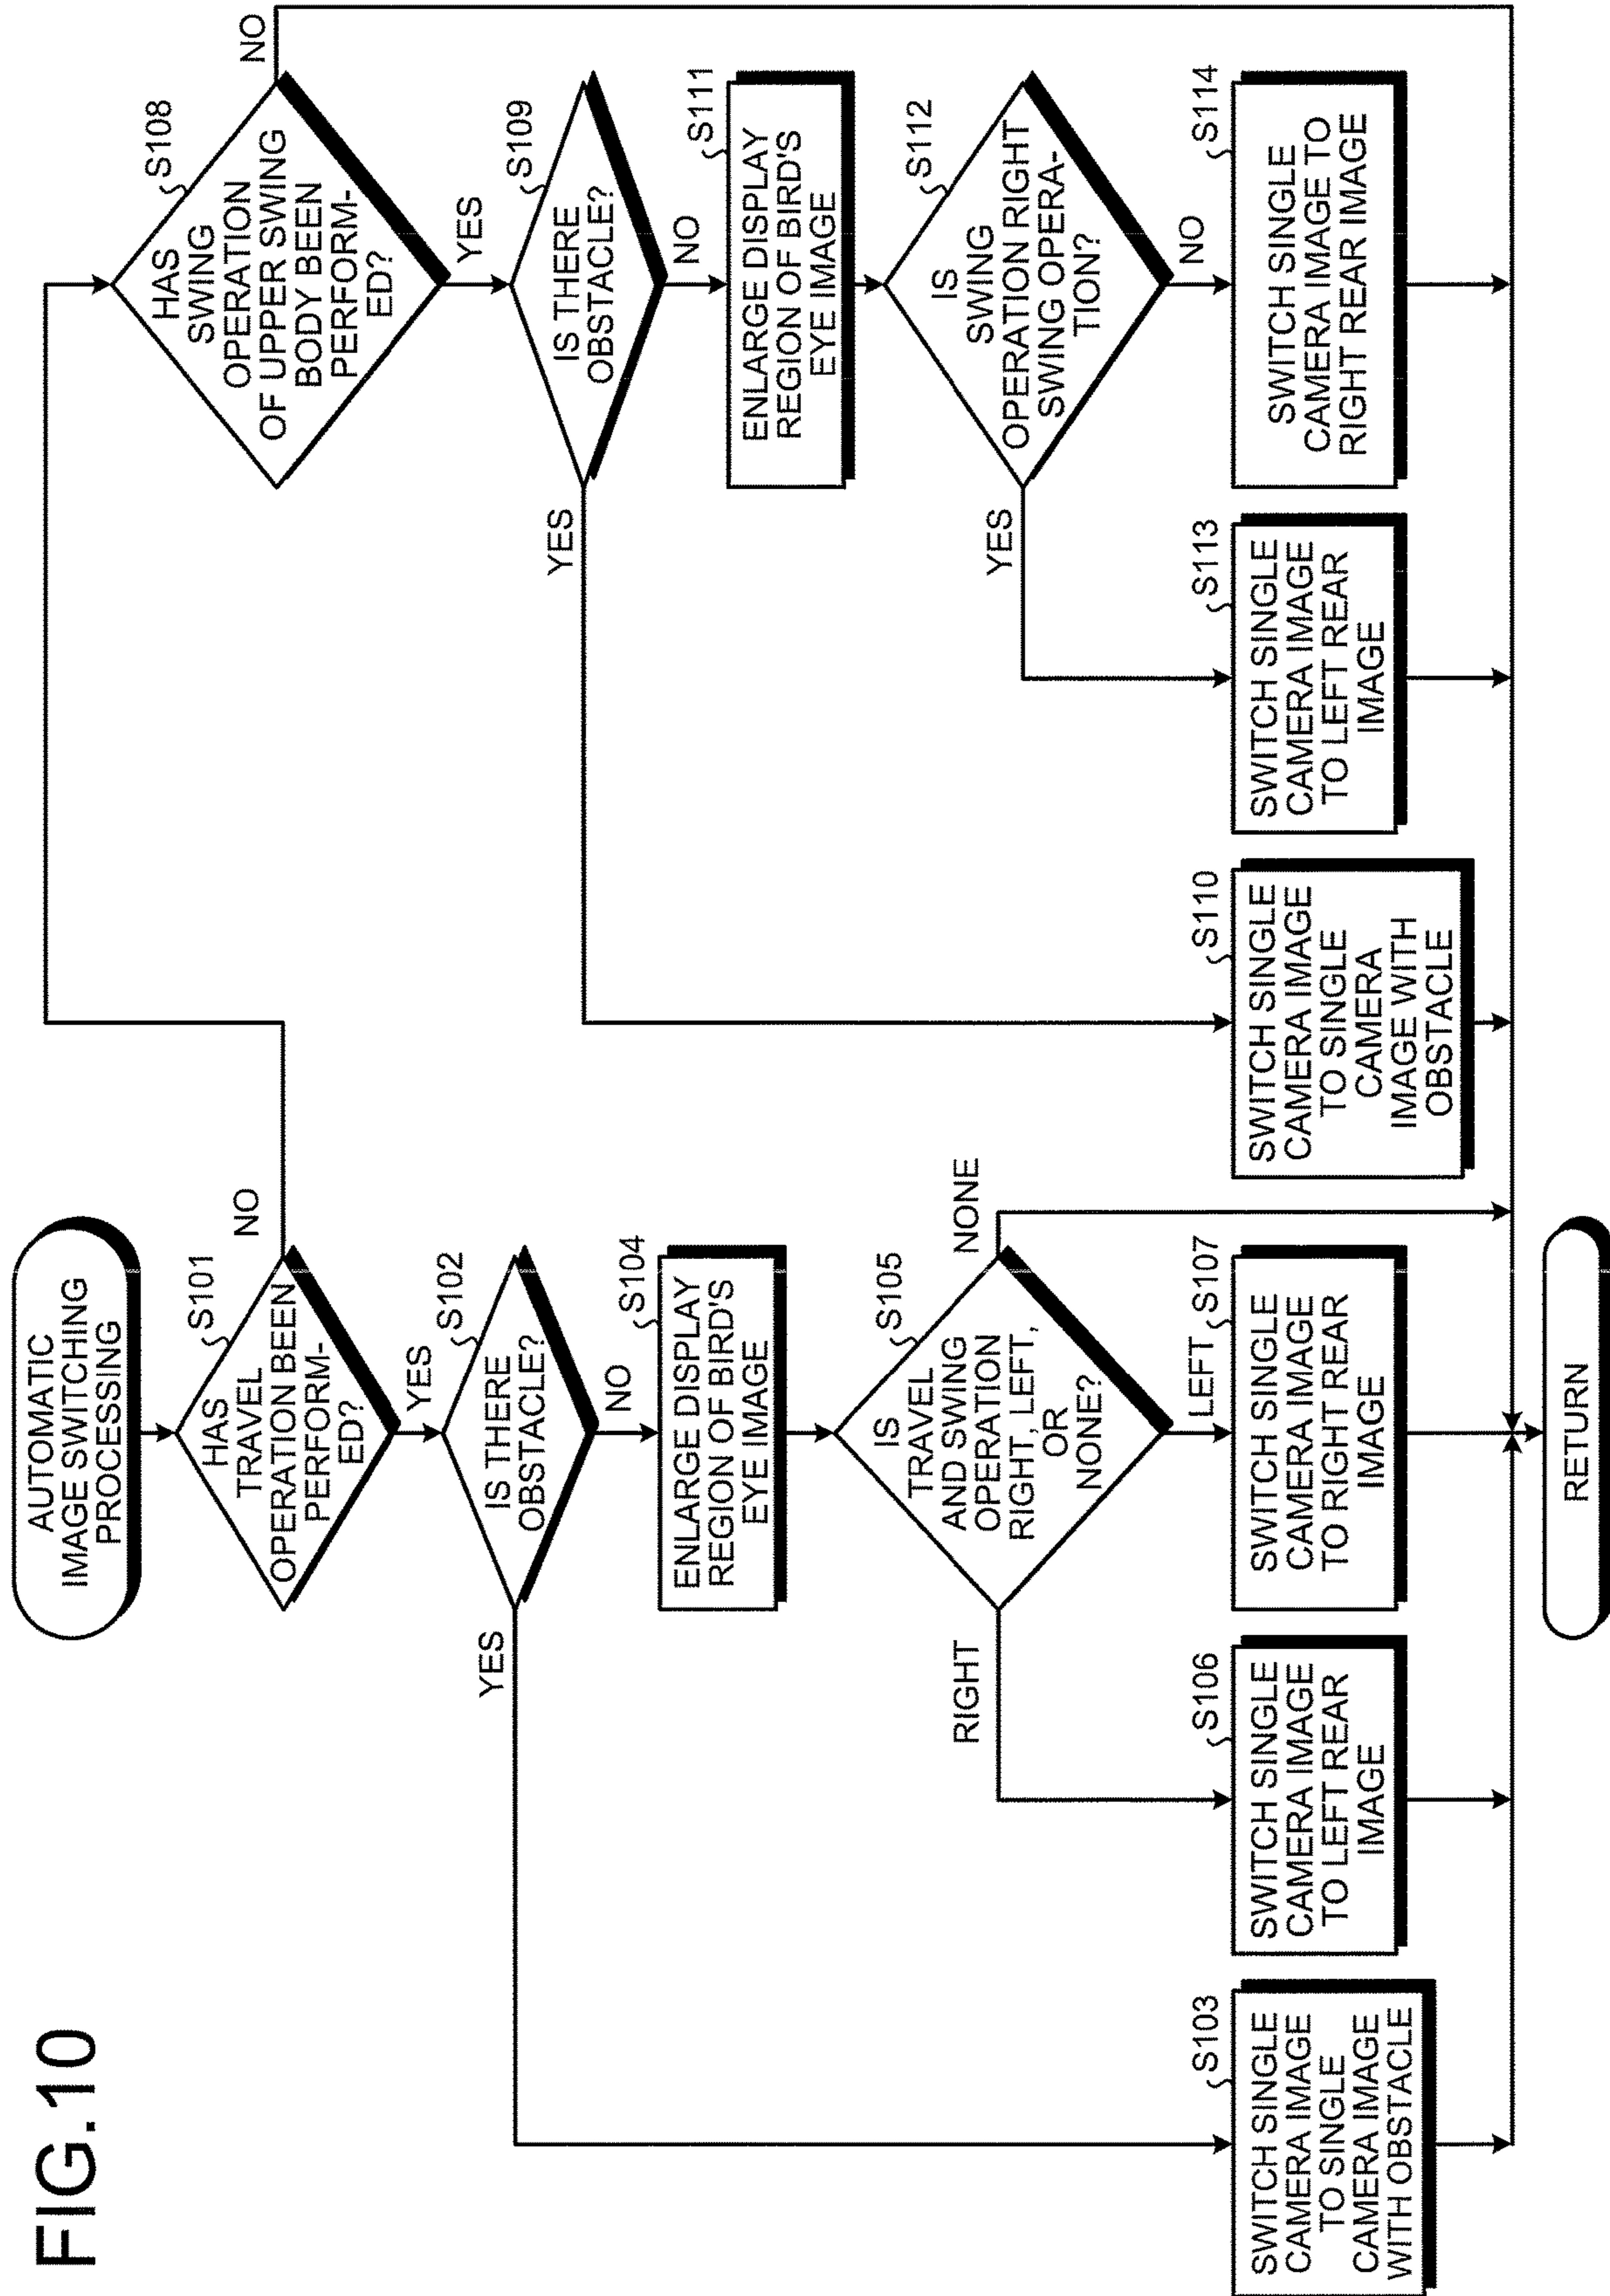 FIG.10
AUTOMATIC
IMAGE SWITCHING
PROCESSING
S101
HAS
TRAVEL
OPERATION BEEN
PERFORM-
ED?
NO
YES
S102
IS THERE
OBSTACLE?
YES
NO
S104
ENLARGE DISPLAY
REGION OF BIRD'S
EYE IMAGE
S105
IS
TRAVEL
AND SWING
OPERATION
RIGHT, LEFT,
OR
NONE?
RIGHT
LEFT
NONE
S103
SWITCH SINGLE
CAMERA IMAGE
TO SINGLE
CAMERA IMAGE
WITH OBSTACLE
S106
SWITCH SINGLE
CAMERA IMAGE
TO LEFT REAR
IMAGE
S107
SWITCH SINGLE
CAMERA IMAGE
TO RIGHT REAR
IMAGE
S108
HAS
SWING
OPERATION
OF UPPER SWING
BODY BEEN
PERFORM-
ED?
NO
YES
S109
IS THERE
OBSTACLE?
YES
NO
S111
ENLARGE DISPLAY
REGION OF BIRD'S
EYE IMAGE
S112
IS
SWING
OPERATION RIGHT
SWING OPERA-
TION?
YES
NO
S110
SWITCH SINGLE
CAMERA IMAGE
TO SINGLE
CAMERA
IMAGE WITH
OBSTACLE
S113
SWITCH SINGLE
CAMERA IMAGE
TO LEFT REAR
IMAGE
S114
SWITCH SINGLE
CAMERA IMAGE TO
RIGHT REAR IMAGE
RETURN